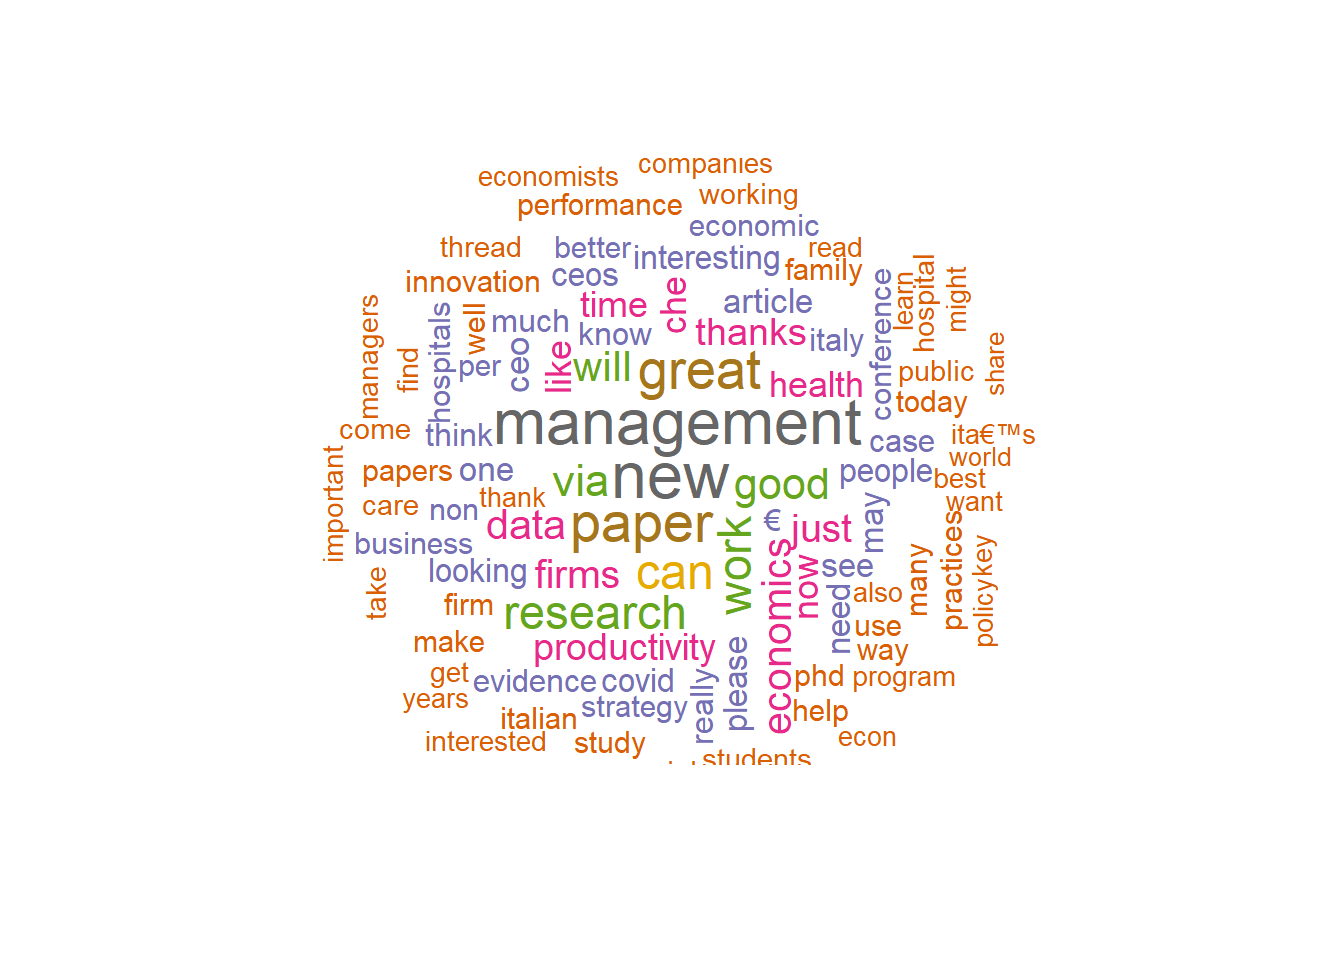 companies
economists
working
performance
economic
thread
better
interesting
read
family
innovation
ceos
article
time
che
conference
learn
hospital
might
managers
hospitals
well
much
know
thanks
italy
find
per
ceo
like
will
great
health
public
share
today
come
think
management
case
itaۉ„¢s
important
papers
one
via
new
good
people
world
best
care
non
thank
data
paper
work
€
just
may
want
business
looking
firms
can
economics
now
see
many
practices
policy
key
take
firm
research
need
also
use
make
productivity
please
way
get
evidence
covid
really
phd
program
years
italian
strategy
help
interested
study
econ
students